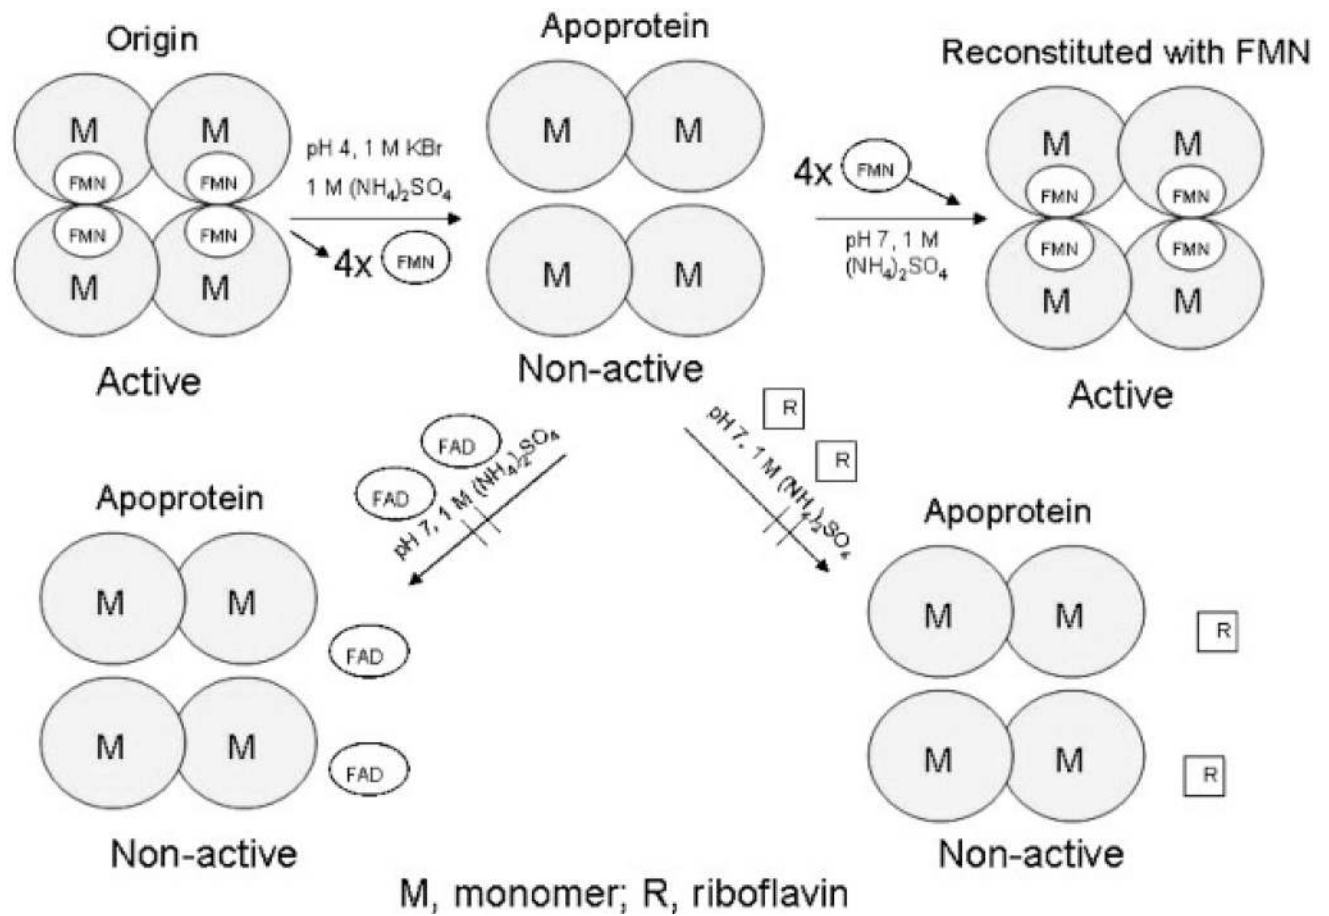 Origin
M
M
FMN
FMN
FMN
FMN
M
M
Active
pH 4, 1 M KBr
1 M (NH₄)₂SO₄
4x FMN
Apoprotein
M
M
M
M
Non-active
4x FMN
pH 7, 1 M
(NH₄)₂SO₄
Reconstituted with FMN
M
M
FMN
FMN
FMN
FMN
M
M
Active
FAD
FAD
pH 7, 1 M (NH₄)₂SO₄
R
R
pH 7, 1 M (NH₄)₂SO₄
Apoprotein
M
M
FAD
M
M
FAD
Non-active
Apoprotein
M
M
R
M
M
R
Non-active
M, monomer; R, riboflavin